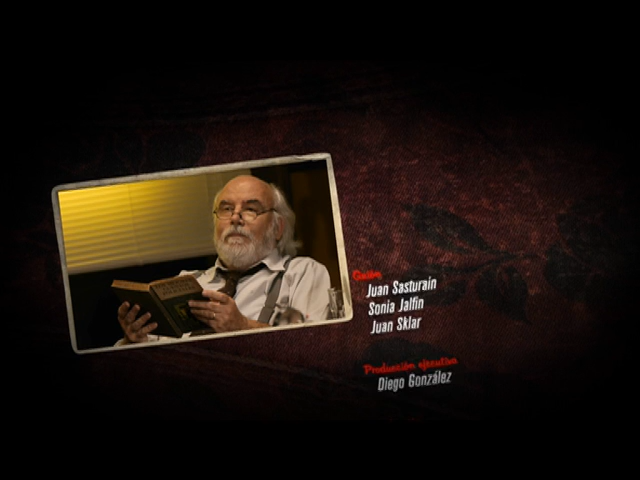 Guión
Juan Sasturain
Sonia Jalfin
Juan Sklar
Producción ejecutiva
Diego González